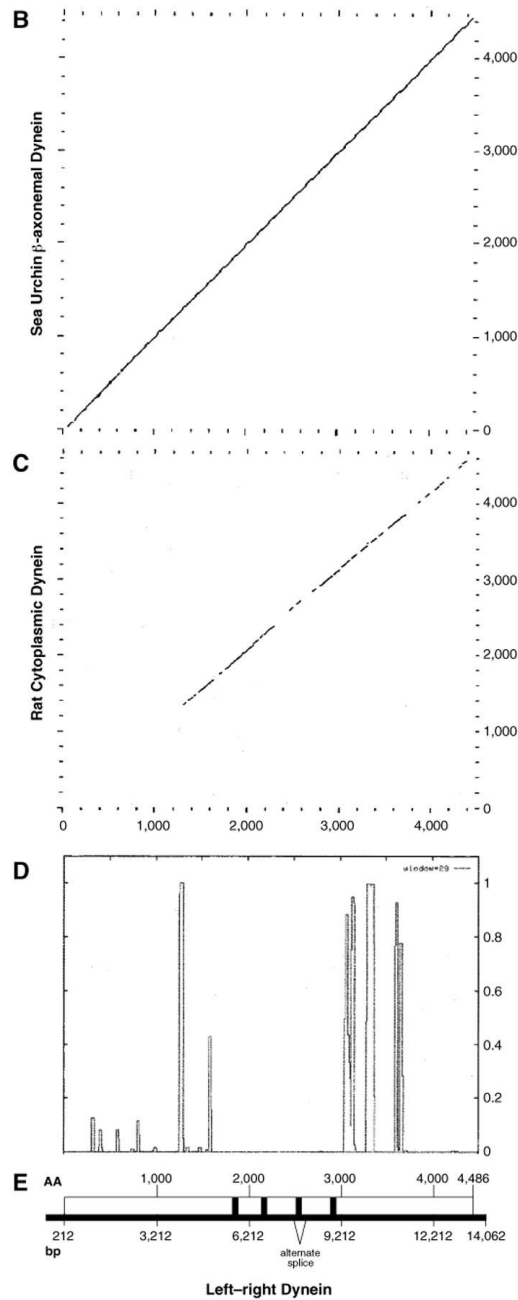 B
4,000
3,000
2,000
1,000
0
Sea Urchin β-axonemal Dynein
C
4,000
3,000
2,000
1,000
0
Rat Cytoplasmic Dynein
0 1,000 2,000 3,000 4,000
D
window=29
1
0.8
0.6
0.4
0.2
0
E
AA 1,000 2,000 3,000 4,000 4,486
212 3,212 6,212 9,212 12,212 14,062
bp
alternate
splice
Left–right Dynein